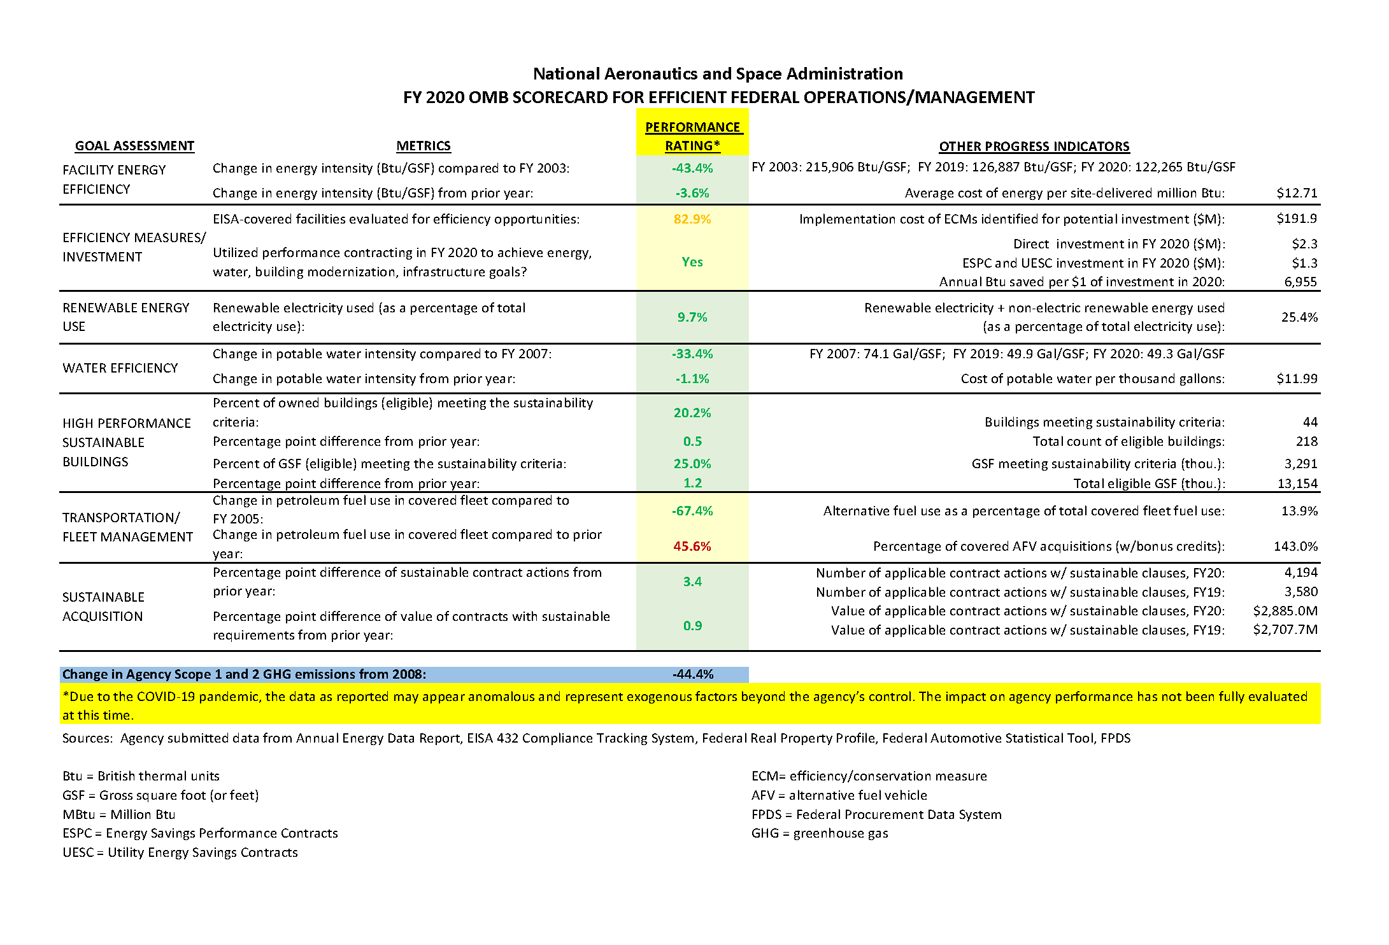 National Aeronautics and Space Administration
FY 2020 OMB SCORECARD FOR EFFICIENT FEDERAL OPERATIONS/MANAGEMENT
GOAL ASSESSMENT METRICS PERFORMANCE RATING* OTHER PROGRESS INDICATORS
FACILITY ENERGY EFFICIENCY
Change in energy intensity (Btu/GSF) compared to FY 2003: -43.4% FY 2003: 215,906 Btu/GSF; FY 2019: 126,887 Btu/GSF; FY 2020: 122,265 Btu/GSF
Change in energy intensity (Btu/GSF) from prior year: -3.6% Average cost of energy per site-delivered million Btu: $12.71
EFFICIENCY MEASURES/ INVESTMENT
EISA-covered facilities evaluated for efficiency opportunities: 82.9% Implementation cost of ECMs identified for potential investment ($M): $191.9
Utilized performance contracting in FY 2020 to achieve energy,
water, building modernization, infrastructure goals? Yes
Direct investment in FY 2020 ($M): $2.3
ESPC and UESC investment in FY 2020 ($M): $1.3
Annual Btu saved per $1 of investment in 2020: 6,955
RENEWABLE ENERGY USE
Renewable electricity used (as a percentage of total
electricity use): 9.7%
Renewable electricity + non-electric renewable energy used
(as a percentage of total electricity use): 25.4%
WATER EFFICIENCY
Change in potable water intensity compared to FY 2007: -33.4% FY 2007: 74.1 Gal/GSF; FY 2019: 49.9 Gal/GSF; FY 2020: 49.3 Gal/GSF
Change in potable water intensity from prior year: -1.1% Cost of potable water per thousand gallons: $11.99
HIGH PERFORMANCE SUSTAINABLE BUILDINGS
Percent of owned buildings (eligible) meeting the sustainability
criteria: 20.2% Buildings meeting sustainability criteria: 44
Percentage point difference from prior year: 0.5 Total count of eligible buildings: 218
Percent of GSF (eligible) meeting the sustainability criteria: 25.0% GSF meeting sustainability criteria (thou.): 3,291
Percentage point difference from prior year: 1.2 Total eligible GSF (thou.): 13,154
TRANSPORTATION/ FLEET MANAGEMENT
Change in petroleum fuel use in covered fleet compared to
FY 2005: -67.4% Alternative fuel use as a percentage of total covered fleet fuel use: 13.9%
Change in petroleum fuel use in covered fleet compared to prior
year: 45.6% Percentage of covered AFV acquisitions (w/bonus credits): 143.0%
SUSTAINABLE ACQUISITION
Percentage point difference of sustainable contract actions from
prior year: 3.4
Number of applicable contract actions w/ sustainable clauses, FY20: 4,194
Number of applicable contract actions w/ sustainable clauses, FY19: 3,580
Percentage point difference of value of contracts with sustainable
requirements from prior year: 0.9
Value of applicable contract actions w/ sustainable clauses, FY20: $2,885.0M
Value of applicable contract actions w/ sustainable clauses, FY19: $2,707.7M
Change in Agency Scope 1 and 2 GHG emissions from 2008: -44.4%
*Due to the COVID-19 pandemic, the data as reported may appear anomalous and represent exogenous factors beyond the agency's control. The impact on agency performance has not been fully evaluated
at this time.
Sources: Agency submitted data from Annual Energy Data Report, EISA 432 Compliance Tracking System, Federal Real Property Profile, Federal Automotive Statistical Tool, FPDS
Btu = British thermal units
GSF = Gross square foot (or feet)
MBtu = Million Btu
ESPC = Energy Savings Performance Contracts
UESC = Utility Energy Savings Contracts
ECM= efficiency/conservation measure
AFV = alternative fuel vehicle
FPDS = Federal Procurement Data System
GHG = greenhouse gas